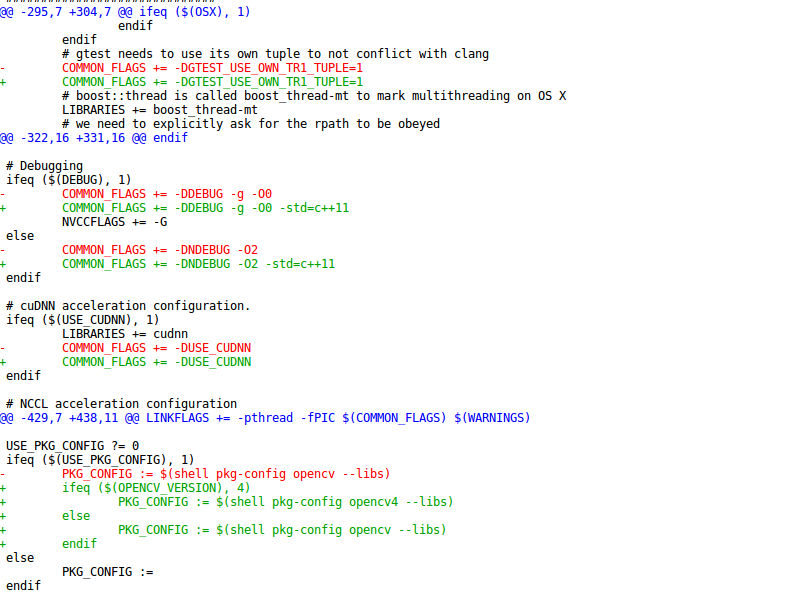 @@ -295,7 +304,7 @@ ifeq ($(OSX), 1)
                endif
        endif
        # gtest needs to use its own tuple to not conflict with clang
-       COMMON_FLAGS += -DGTEST_USE_OWN_TR1_TUPLE=1
+       COMMON_FLAGS += -DGTEST_USE_OWN_TR1_TUPLE=1
        # boost::thread is called boost_thread-mt to mark multithreading on OS X
        LIBRARIES += boost_thread-mt
        # we need to explicitly ask for the rpath to be obeyed
@@ -322,16 +331,16 @@ endif
# Debugging
ifeq ($(DEBUG), 1)
-       COMMON_FLAGS += -DDEBUG -g -O0
+       COMMON_FLAGS += -DDEBUG -g -O0 -std=c++11
        NVCCFLAGS += -G
else
-       COMMON_FLAGS += -DNDEBUG -O2
+       COMMON_FLAGS += -DNDEBUG -O2 -std=c++11
endif
# cuDNN acceleration configuration.
ifeq ($(USE_CUDNN), 1)
        LIBRARIES += cudnn
-       COMMON_FLAGS += -DUSE_CUDNN
+       COMMON_FLAGS += -DUSE_CUDNN
endif
# NCCL acceleration configuration
@@ -429,7 +438,11 @@ LINKFLAGS += -pthread -fPIC $(COMMON_FLAGS) $(WARNINGS)
USE_PKG_CONFIG ?= 0
ifeq ($(USE_PKG_CONFIG), 1)
-       PKG_CONFIG := $(shell pkg-config opencv --libs)
+       ifeq ($(OPENCV_VERSION), 4)
+               PKG_CONFIG := $(shell pkg-config opencv4 --libs)
+       else
+               PKG_CONFIG := $(shell pkg-config opencv --libs)
+       endif
else
        PKG_CONFIG :=
endif